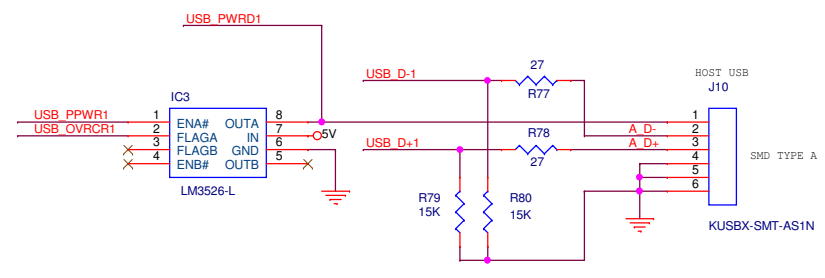 USB_PWRD1
USB_D-1
27
R77
HOST USB
J10
IC3
USB_PPWR1
USB_OVRCR1
1
2
3
4
ENA#
FLAGA
FLAGB
ENB#
OUTA
IN
GND
OUTB
8
7
6
5
5V
LM3526-L
USB_D+1
R78
27
A_D-
A_D+
1
2
3
4
5
6
SMD TYPE A
R79
15K
R80
15K
KUSBX-SMT-AS1N